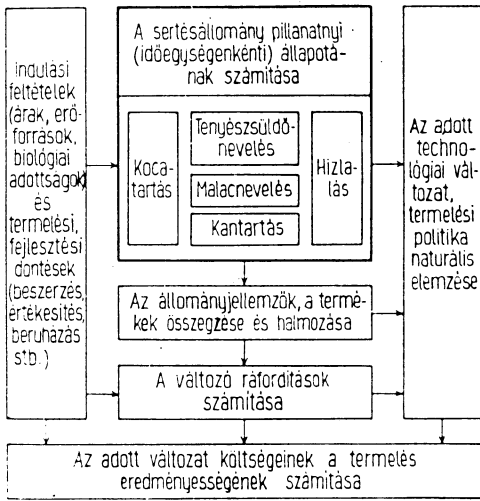 Indulási
feltételek
(árak, erő-
források,
biológiai
adottságok)
és
termelési,
fejlesztési
döntések
(beszerzés,
értékesítés,
beruházás
stb.)
A sertésállomány pillanatnyi
(időegységenkénti) állapotá-
nak számítása
Koca-
tartás
Tenyészsüldő-
nevelés
Malacnevelés
Kantartás
Hizla-
lás
Az állományjellemzők, a termé-
kek összegzése és halmozása
A változó ráfordítások
számítása
Az adott
techno-
lógiai vál-
tozat,
termelési
politika
naturális
elemzése
Az adott változat költségeinek a termelés
eredményességének számítása